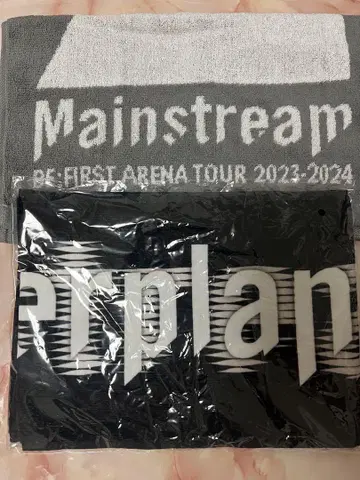 Mainstream
BE:FIRST ARENA TOUR 2023-2024
erplan